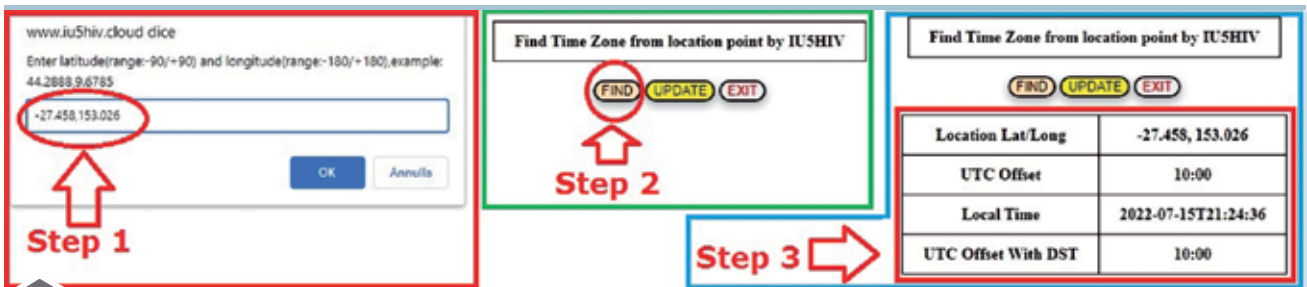 www.iu5hiv.cloud dice
Enter latitude(range:-90/+90) and longitude(range:-180/+180),example:
44.2888,9.6785
-27.458,153.026
OK Annulla
Step 1
Find Time Zone from location point by IU5HIV
FIND UPDATE EXIT
Step 2
Find Time Zone from location point by IU5HIV
FIND UPDATE EXIT
Location Lat/Long -27.458, 153.026
UTC Offset 10:00
Local Time 2022-07-15T21:24:36
UTC Offset With DST 10:00
Step 3